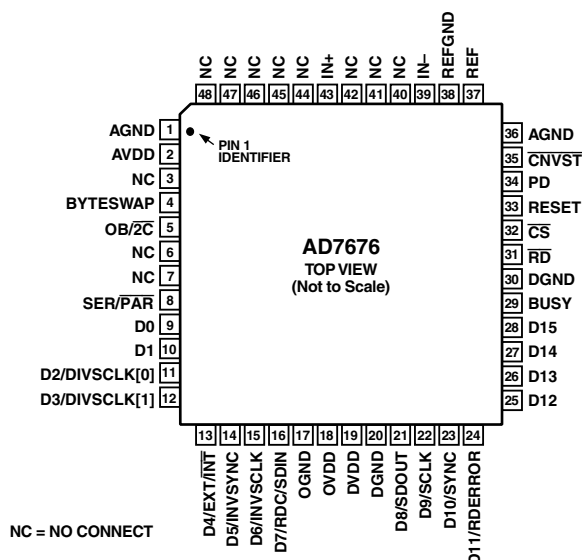 48 NC
47 NC
46 NC
45 NC
44 NC
43 IN+
42 NC
41 NC
40 NC
39 IN–
38 REFGND
37 REF
AGND 1
AVDD 2
NC 3
BYTESWAP 4
OB/2C̅ 5
NC 6
NC 7
SER/P̅A̅R̅ 8
D0 9
D1 10
D2/DIVSCLK[0] 11
D3/DIVSCLK[1] 12
PIN 1
IDENTIFIER
AD7676
TOP VIEW
(Not to Scale)
36 AGND
35 C̅N̅V̅S̅T̅
34 PD
33 RESET
32 C̅S̅
31 R̅D̅
30 DGND
29 BUSY
28 D15
27 D14
26 D13
25 D12
13 D4/EXT/I̅N̅T̅
14 D5/INVSYNC
15 D6/INVSCLK
16 D7/RDC/SDIN
17 OGND
18 OVDD
19 DVDD
20 DGND
21 D8/SDOUT
22 D9/SCLK
23 D10/SYNC
24 D11/RDERROR
NC = NO CONNECT